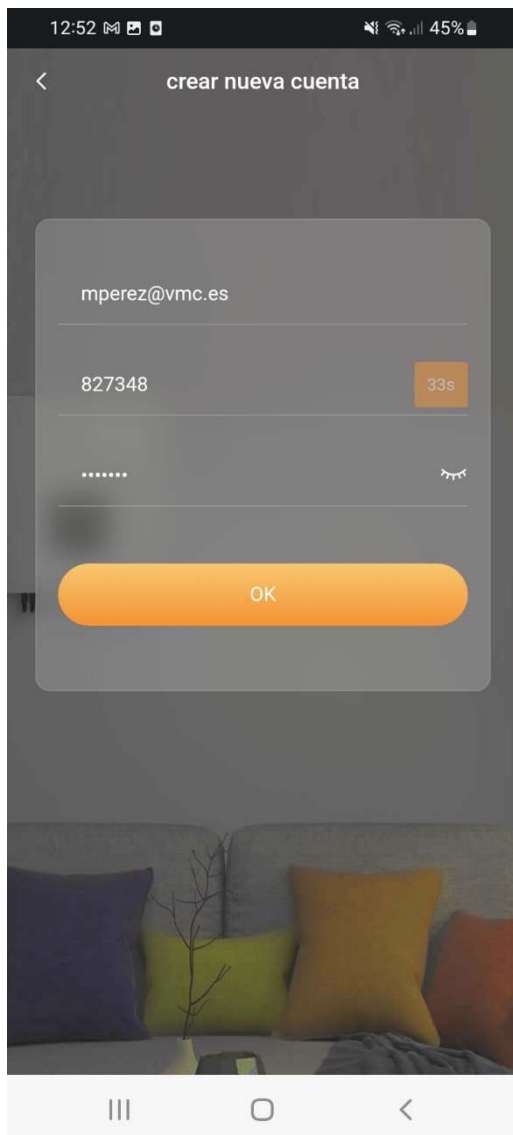 12:52 45%
crear nueva cuenta
mperez@vmc.es
827348 33s
•••••••
OK